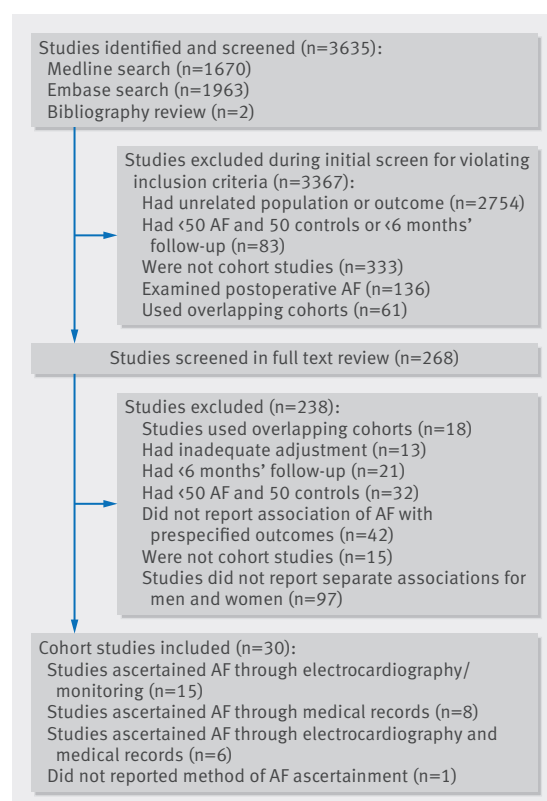 Studies identified and screened (n=3635):
Medline search (n=1670)
Embase search (n=1963)
Bibliography review (n=2)
Studies excluded during initial screen for violating
inclusion criteria (n=3367):
Had unrelated population or outcome (n=2754)
Had <50 AF and 50 controls or <6 months'
follow-up (n=83)
Were not cohort studies (n=333)
Examined postoperative AF (n=136)
Used overlapping cohorts (n=61)
Studies screened in full text review (n=268)
Studies excluded (n=238):
Studies used overlapping cohorts (n=18)
Had inadequate adjustment (n=13)
Had <6 months' follow-up (n=21)
Had <50 AF and 50 controls (n=32)
Did not report association of AF with
prespecified outcomes (n=42)
Were not cohort studies (n=15)
Studies did not report separate associations for
men and women (n=97)
Cohort studies included (n=30):
Studies ascertained AF through electrocardiography/
monitoring (n=15)
Studies ascertained AF through medical records (n=8)
Studies ascertained AF through electrocardiography and
medical records (n=6)
Did not reported method of AF ascertainment (n=1)